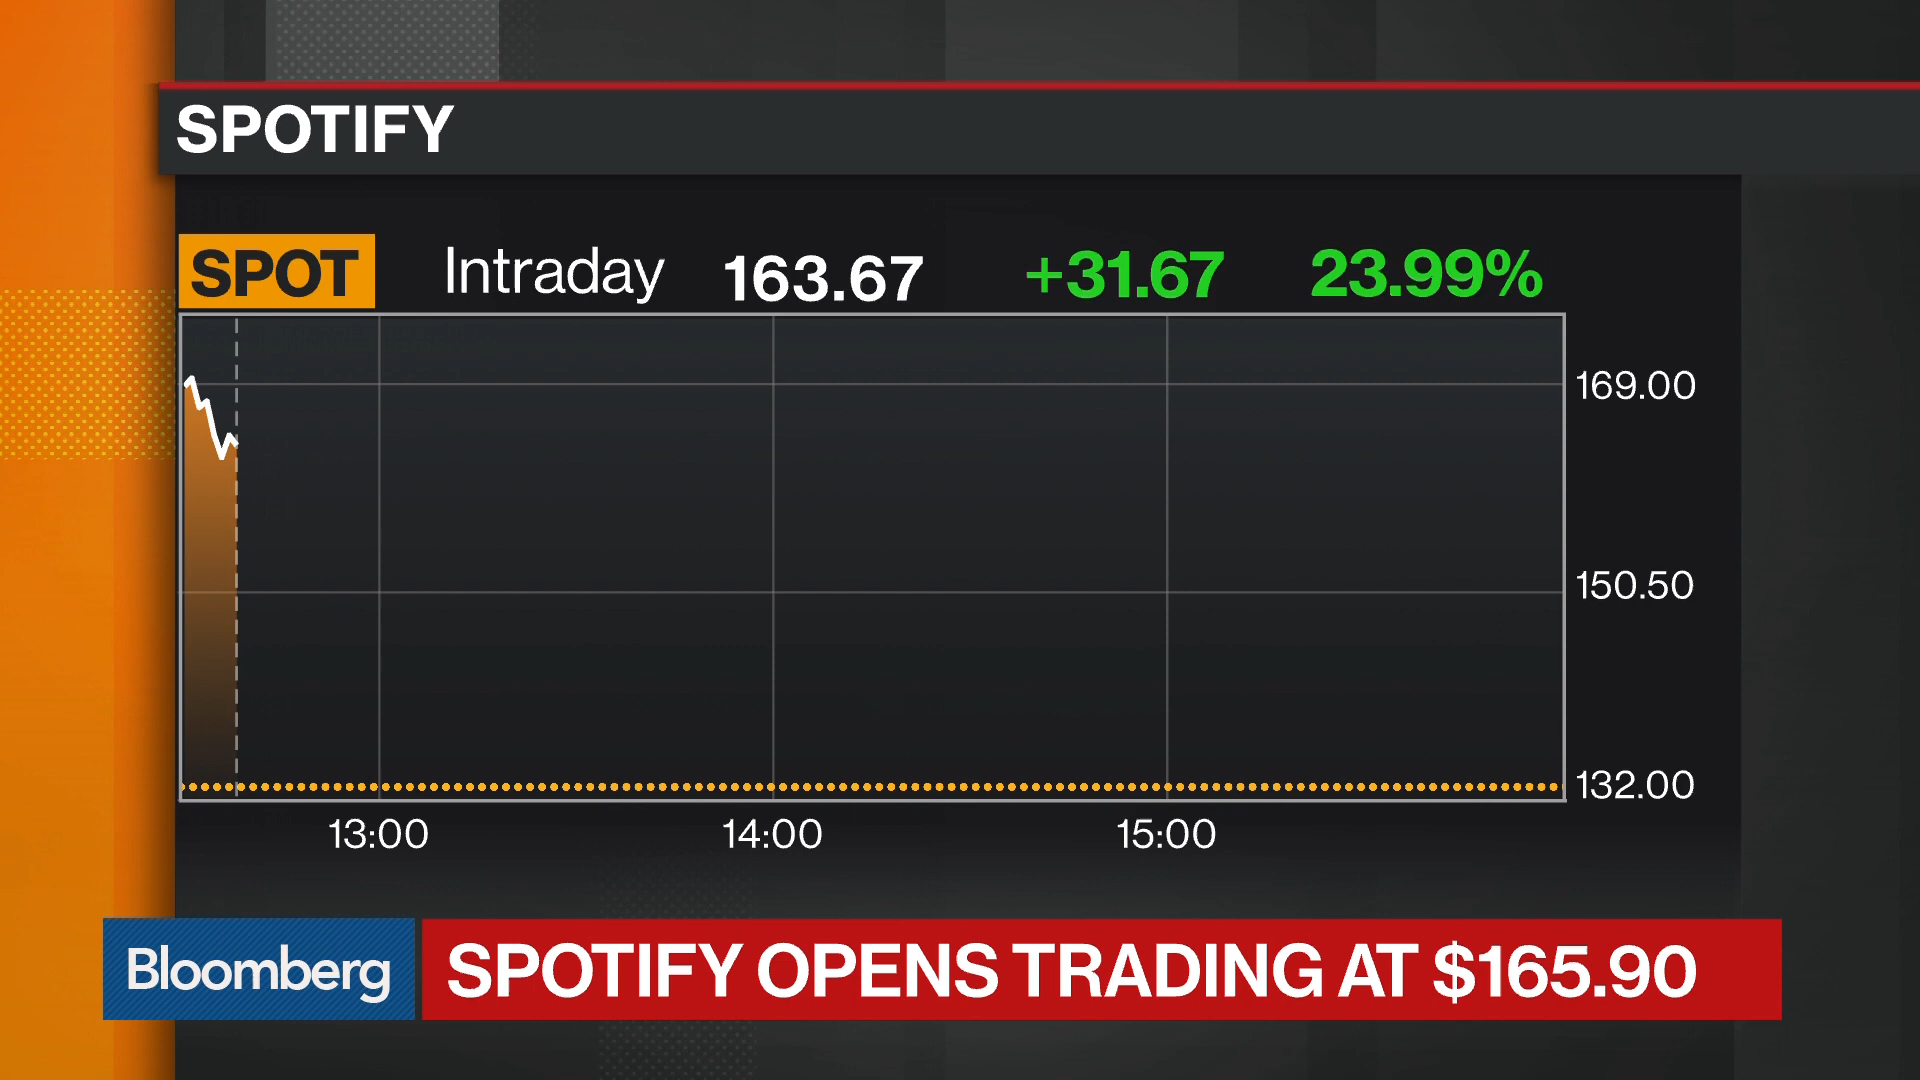 SPOTIFY
SPOT Intraday 163.67 +31.67 23.99%
169.00
150.50
132.00
13:00 14:00 15:00
Bloomberg SPOTIFY OPENS TRADING AT $165.90